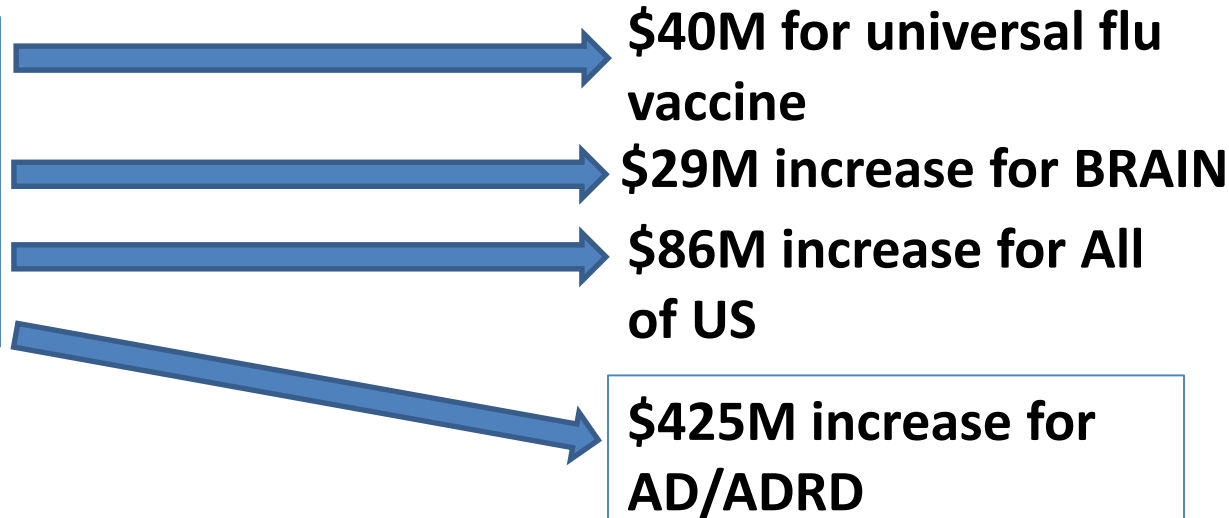 $40M for universal flu
vaccine
$29M increase for BRAIN
$86M increase for All
of US
$425M increase for
AD/ADRD